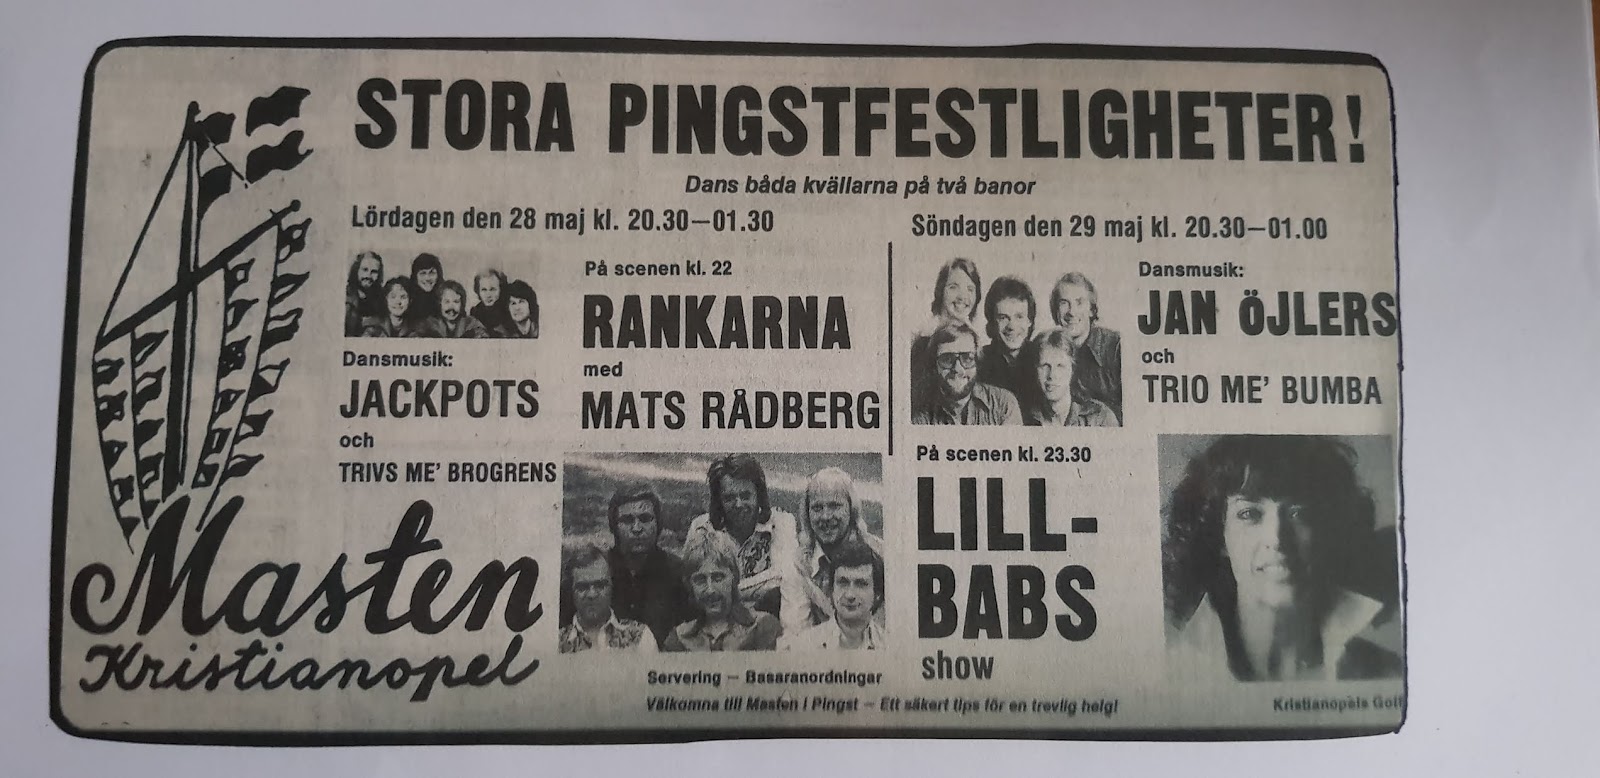 STORA PINGSTFESTLIGHETER!
Dans båda kvällarna på två banor
Lördagen den 28 maj kl. 20.30–01.30
På scenen kl. 22
RANKARNA
med
MATS RÅDBERG
Dansmusik:
JACKPOTS
och
TRIVS ME' BROGRENS
Söndagen den 29 maj kl. 20.30–01.00
Dansmusik:
JAN ÖJLERS
och
TRIO ME' BUMBA
På scenen kl. 23.30
LILL-
BABS
show
Masten
Kristianopel
Servering – Basaranordningar
Välkomna till Masten i Pingst – Ett säkert tips för en trevlig helg!
Kristianopels GoIF